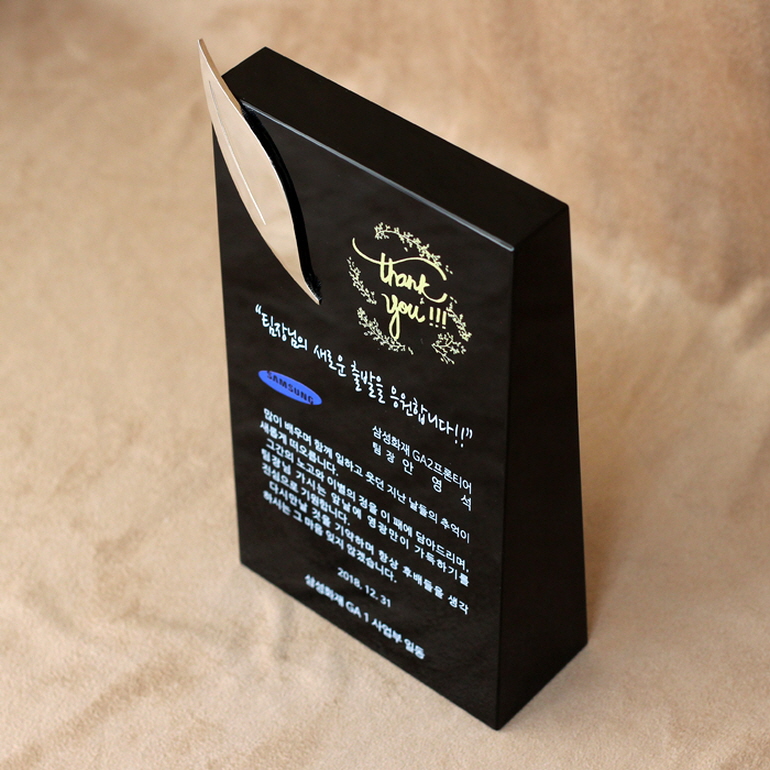 thank
you!!!
"팀장님의 새로운 출발을 응원합니다!!"
SAMSUNG
삼성화재 GA2프론티어
팀장 안 영 석
많이 배우며 함께 일하고 웃던 지난 날들의 추억이
새롭게 떠오릅니다.
그간의 노고와 이별의 정을 이 패에 담아드리며,
팀장님 가시는 앞날에 영광만이 가득하기를
진심으로 기원합니다.
다시만날 것을 기약하며 항상 후배들을 생각
하시는 그 마음 잊지 않겠습니다.
2018. 12. 31
삼성화재 GA 1 사업부 일동